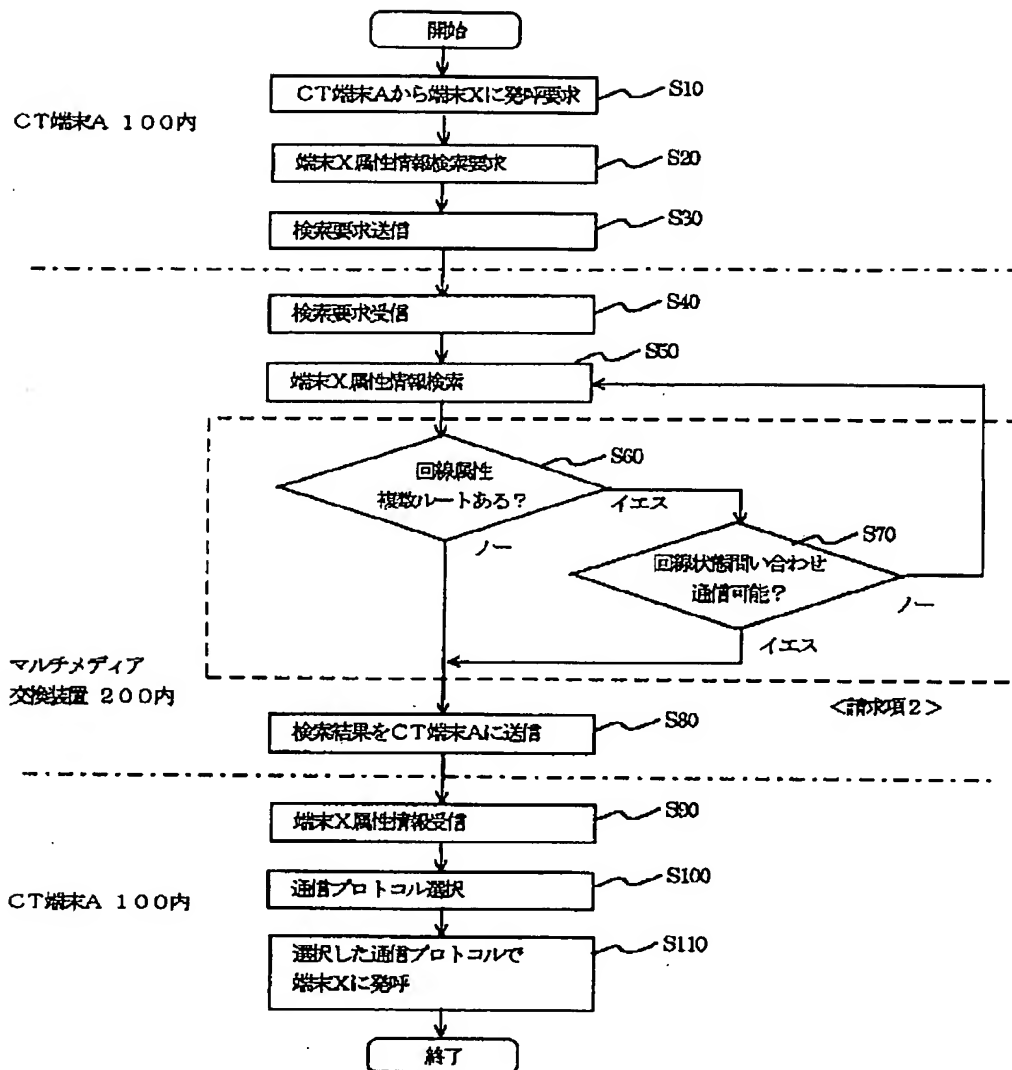 開始
CT端末Aから端末Xに発呼要求
S10
CT端末A 100内
端末X属性情報検索要求
S20
検索要求送信
S30
検索要求受信
S40
S50
端末X属性情報検索
S60
回線属性
複数ルートある?
イエス
ノー
S70
回線状態問い合わせ
通信可能?
ノー
イエス
マルチメディア
交換装置 200内
<請求項2>
検索結果をCT端末Aに送信
S80
端末X属性情報受信
S90
通信プロトコル選択
S100
CT端末A 100内
選択した通信プロトコルで
端末Xに発呼
S110
終了